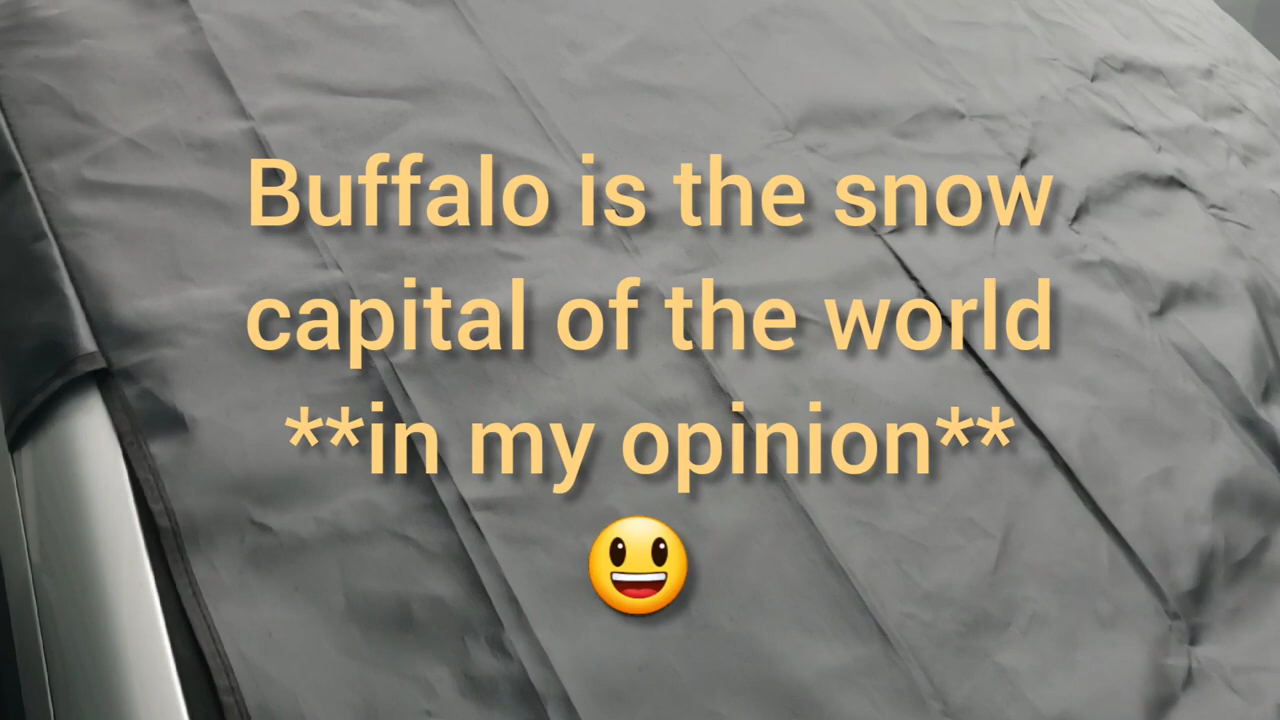 Buffalo is the snow
capital of the world
**in my opinion**
😃